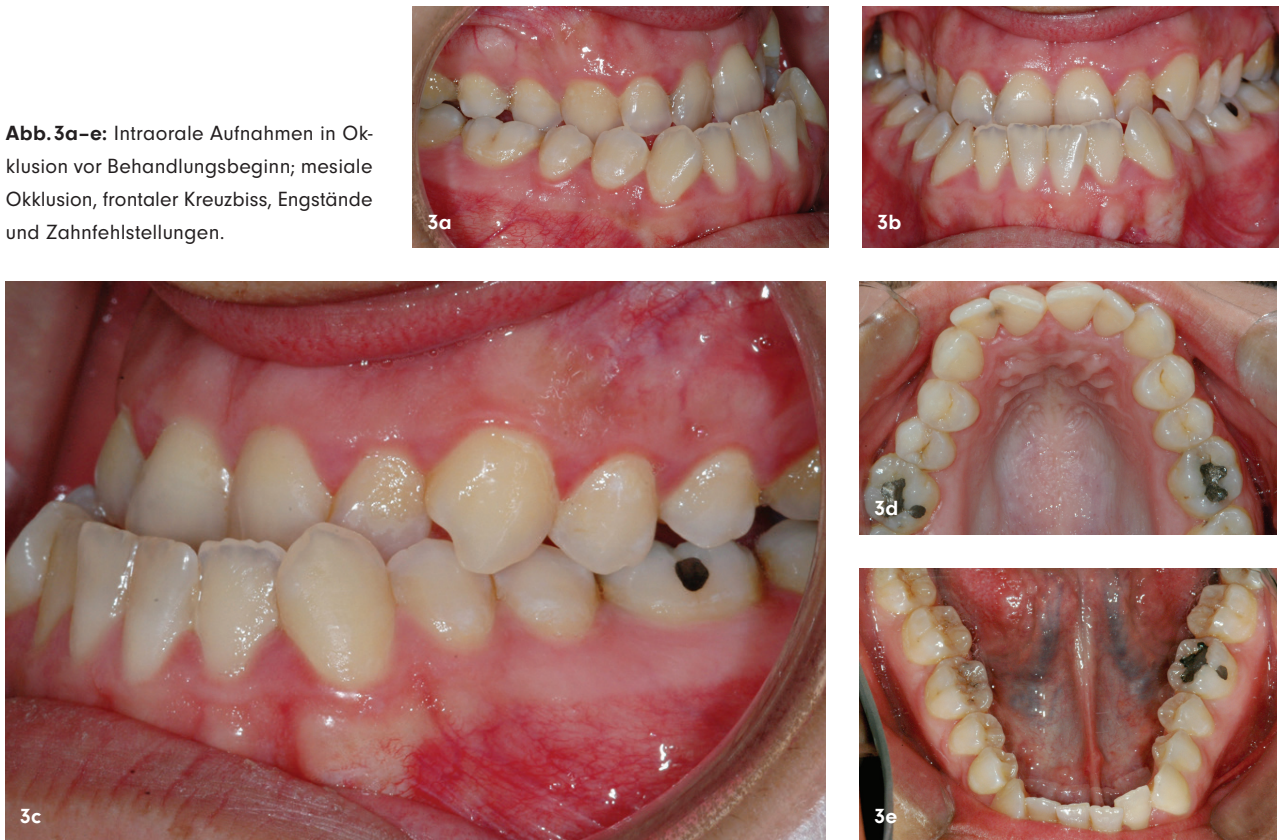 Abb. 3a–e: Intraorale Aufnahmen in Ok-
klusion vor Behandlungsbeginn; mesiale
Okklusion, frontaler Kreuzbiss, Engstände
und Zahnfehlstellungen.
3a
3b
3c
3d
3e